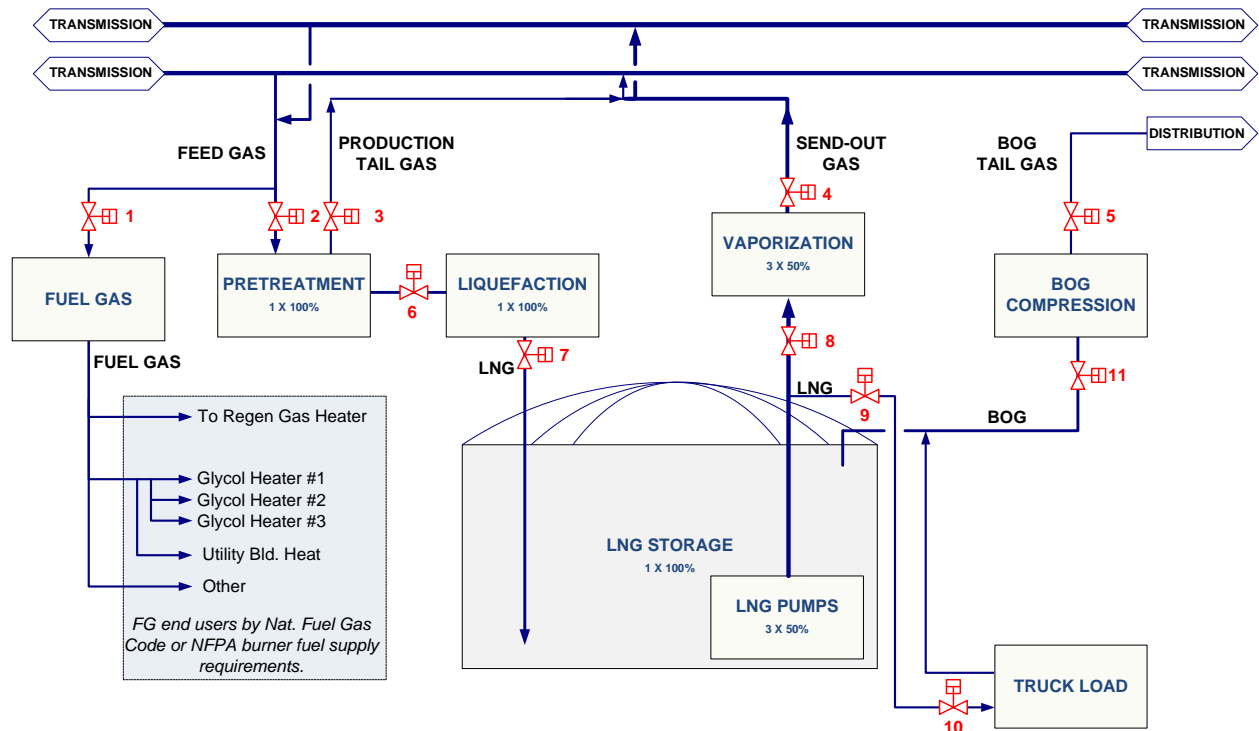 TRANSMISSION
TRANSMISSION
TRANSMISSION
TRANSMISSION
FEED GAS
PRODUCTION
TAIL GAS
SEND-OUT
GAS
BOG
TAIL GAS
DISTRIBUTION
1
2
3
4
5
FUEL GAS
PRETREATMENT
1 X 100%
6
LIQUEFACTION
1 X 100%
VAPORIZATION
3 X 50%
BOG
COMPRESSION
FUEL GAS
LNG
7
8
LNG
9
11
BOG
To Regen Gas Heater
Glycol Heater #1
Glycol Heater #2
Glycol Heater #3
Utility Bld. Heat
Other
FG end users by Nat. Fuel Gas
Code or NFPA burner fuel supply
requirements.
LNG STORAGE
1 X 100%
LNG PUMPS
3 X 50%
10
TRUCK LOAD